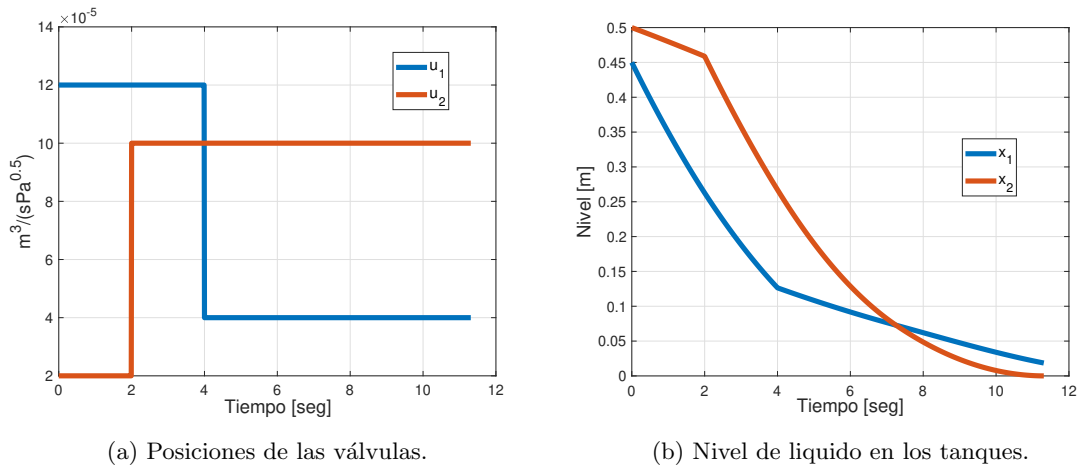 ×10⁻⁵
14
12
10
8
6
4
2
m³/(sPa^0.5)
u₁
u₂
0 2 4 6 8 10 12
Tiempo [seg]
(a) Posiciones de las válvulas.
0.5
0.45
0.4
0.35
0.3
0.25
0.2
0.15
0.1
0.05
0
Nivel [m]
x₁
x₂
0 2 4 6 8 10 12
Tiempo [seg]
(b) Nivel de liquido en los tanques.